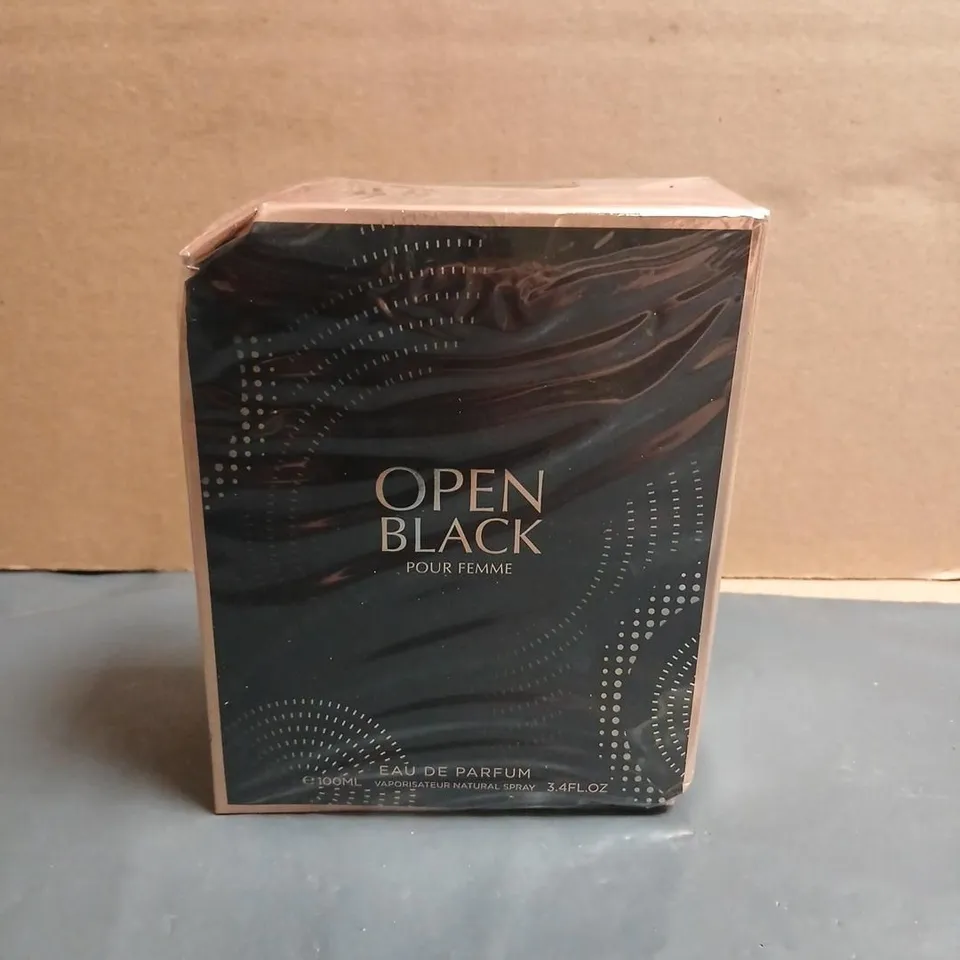 OPEN
BLACK
POUR FEMME
EAU DE PARFUM
℮100ML VAPORISATEUR NATURAL SPRAY 3.4FL.OZ